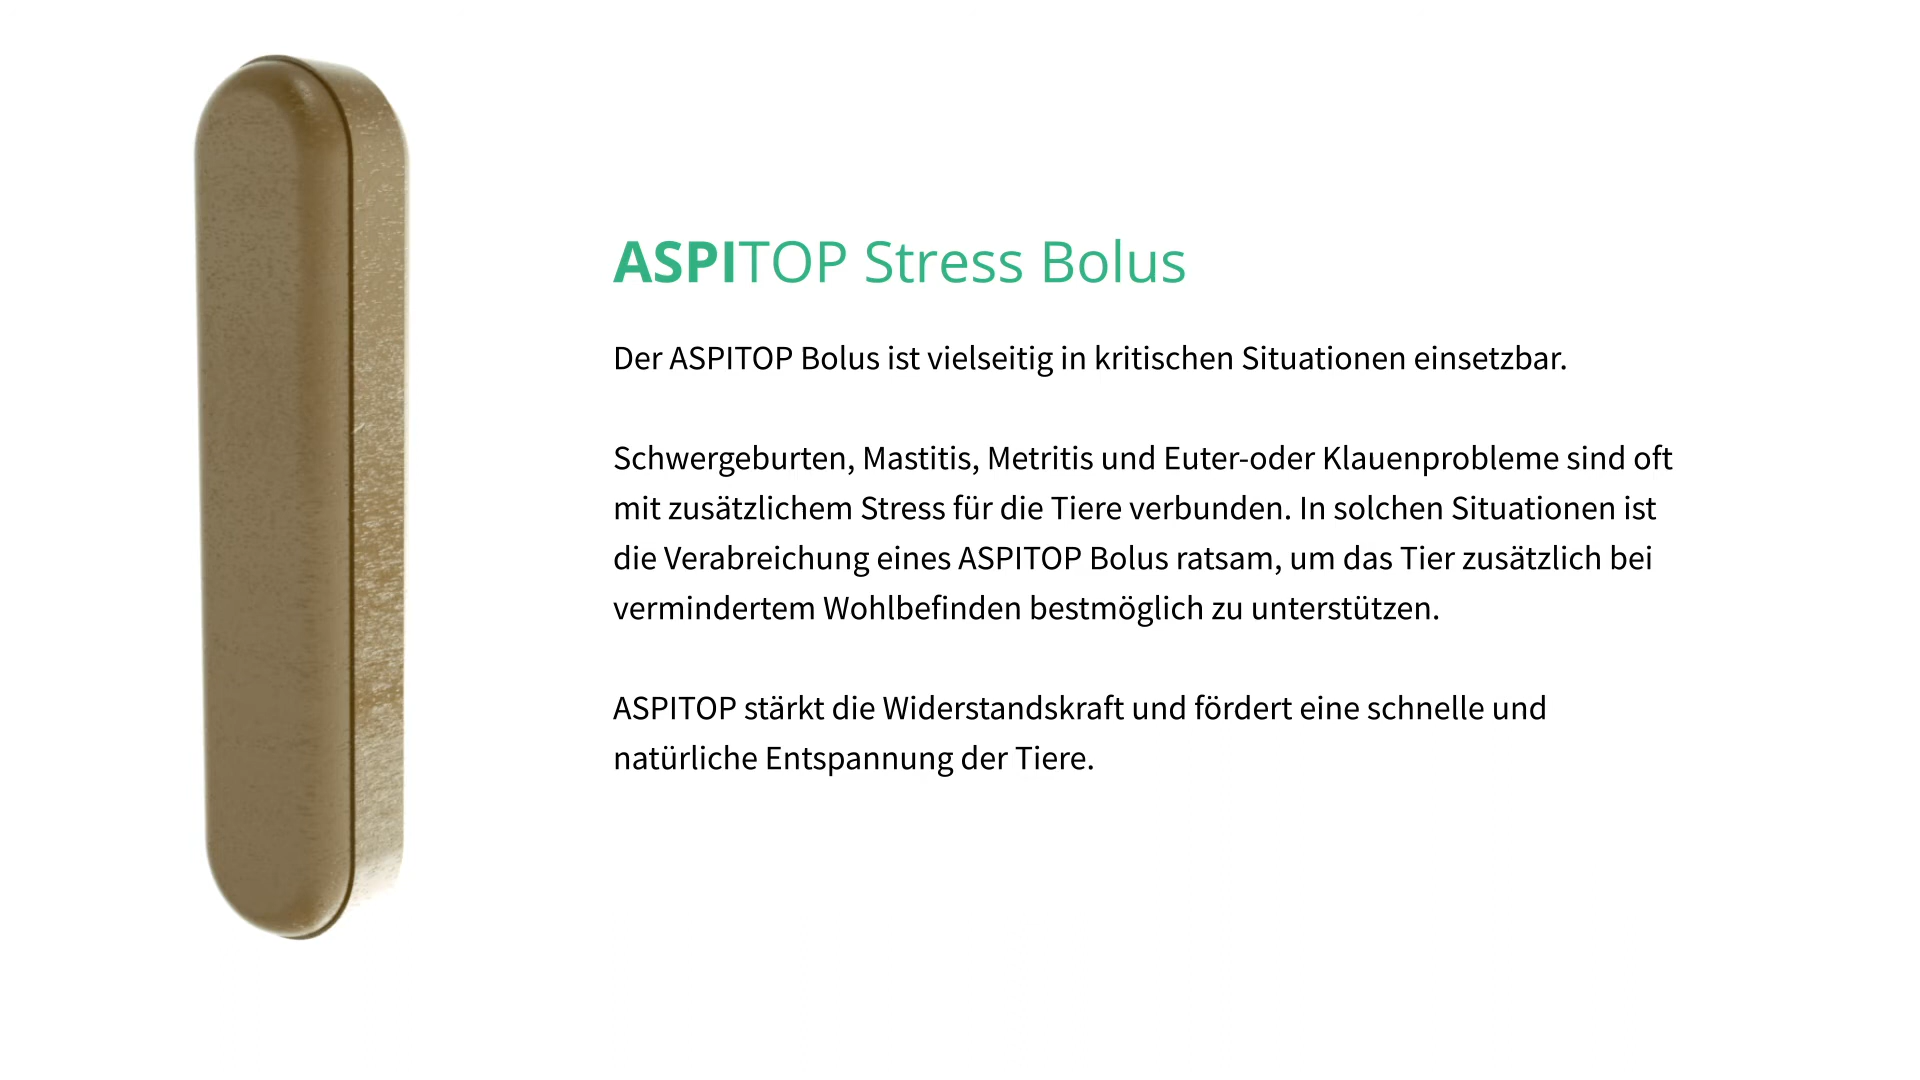 ASPITOP Stress Bolus
Der ASPITOP Bolus ist vielseitig in kritischen Situationen einsetzbar.
Schwergeburten, Mastitis, Metritis und Euter-oder Klauenprobleme sind oft
mit zusätzlichem Stress für die Tiere verbunden. In solchen Situationen ist
die Verabreichung eines ASPITOP Bolus ratsam, um das Tier zusätzlich bei
vermindertem Wohlbefinden bestmöglich zu unterstützen.
ASPITOP stärkt die Widerstandskraft und fördert eine schnelle und
natürliche Entspannung der Tiere.